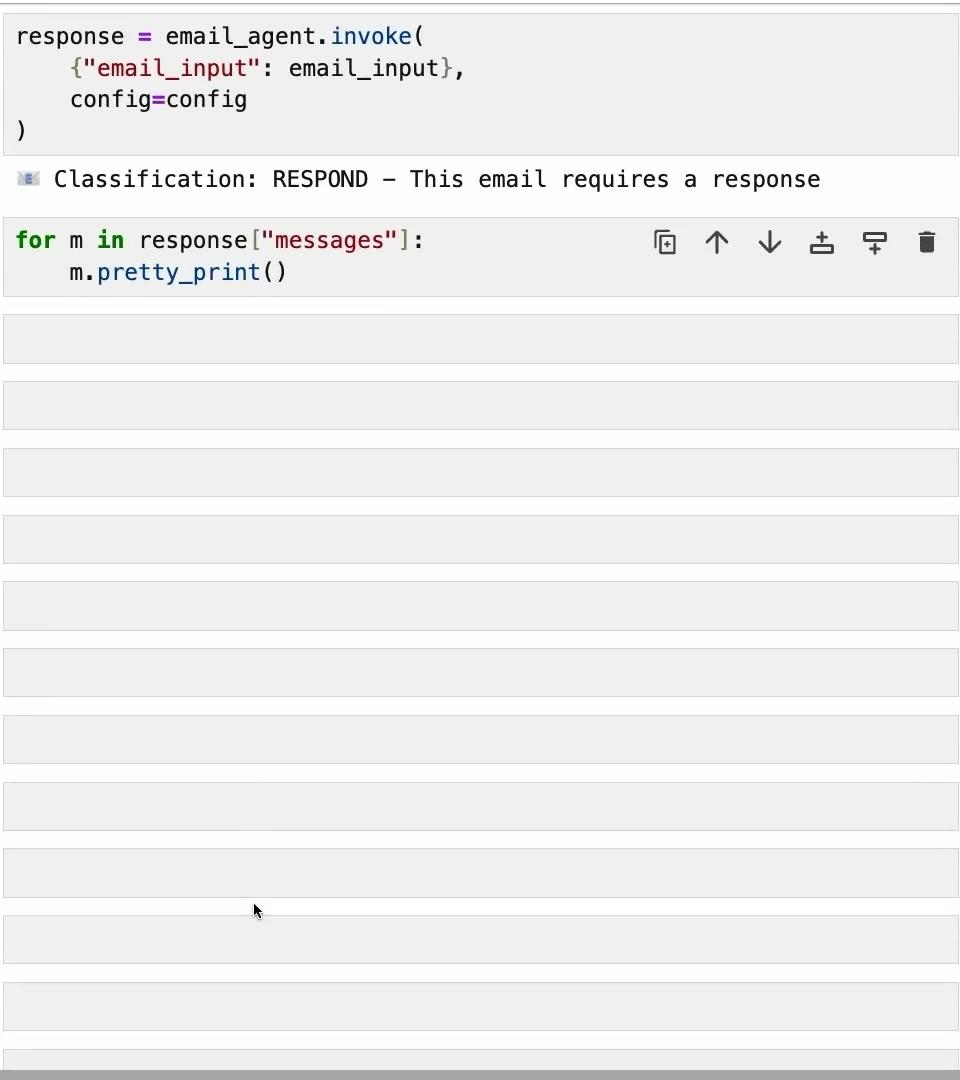 response = email_agent.invoke(
    {"email_input": email_input},
    config=config
)
📧 Classification: RESPOND – This email requires a response
for m in response["messages"]:
    m.pretty_print()